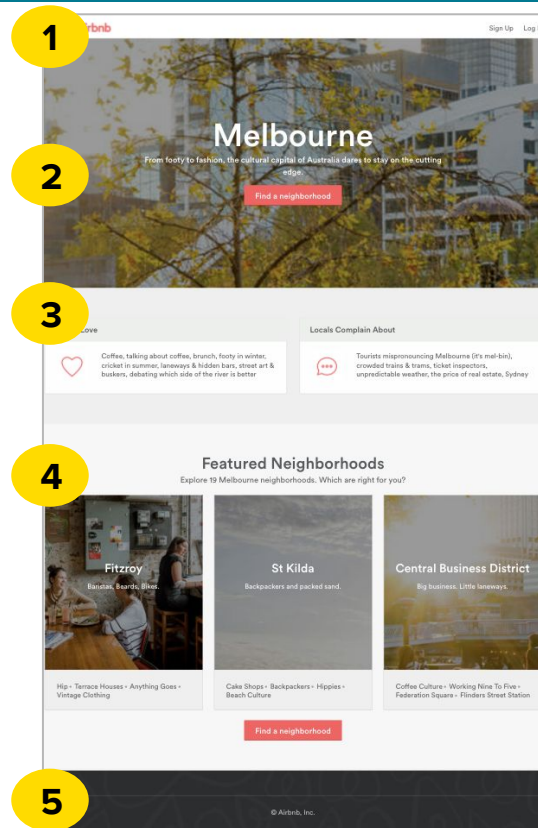 1
Sign Up Log
Melbourne
2
From footy to fashion, the cultural capital of Australia dares to stay on the cutting
edge.
Find a neighborhood
3
Love
Coffee, talking about coffee, brunch, footy in winter,
cricket in summer, laneways & hidden bars, street art &
buskers, debating which side of the river is better
Locals Complain About
Tourists mispronouncing Melbourne (it's mel-bin),
crowded trains & trams, ticket inspectors,
unpredictable weather, the price of real estate, Sydney
4
Featured Neighborhoods
Explore 19 Melbourne neighborhoods. Which are right for you?
Fitzroy
Baristas, Beards, Bikes.
Hip • Terrace Houses • Anything Goes •
Vintage Clothing
St Kilda
Backpackers and packed sand.
Cake Shops • Backpackers • Hippies •
Beach Culture
Central Business District
Big business. Little laneways.
Coffee Culture • Working Nine To Five •
Federation Square • Flinders Street Station
Find a neighborhood
5
© Airbnb, Inc.